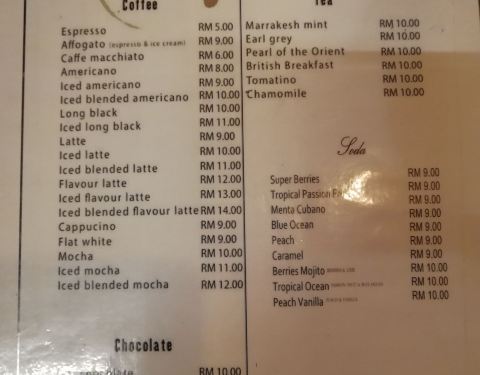 Coffee
Espresso RM 5.00
Affogato (espresso & ice cream) RM 9.00
Caffe macchiato RM 6.00
Americano RM 8.00
Iced americano RM 9.00
Iced blended americano RM 10.00
Long black RM 10.00
Iced long black RM 11.00
Latte RM 9.00
Iced latte RM 10.00
Iced blended latte RM 11.00
Flavour latte RM 12.00
Iced flavour latte RM 13.00
Iced blended flavour latte RM 14.00
Cappucino RM 9.00
Flat white RM 9.00
Mocha RM 10.00
Iced mocha RM 11.00
Iced blended mocha RM 12.00
Chocolate
RM 10.00
Tea
Marrakesh mint RM 10.00
Earl grey RM 10.00
Pearl of the Orient RM 10.00
British Breakfast RM 10.00
Tomatino RM 10.00
Chamomile RM 10.00
Soda
Super Berries RM 9.00
Tropical Passion RM 9.00
Menta Cubano RM 9.00
Blue Ocean RM 9.00
Peach RM 9.00
Caramel RM 9.00
Berries Mojito RM 10.00
Tropical Ocean RM 10.00
Peach Vanilla RM 10.00